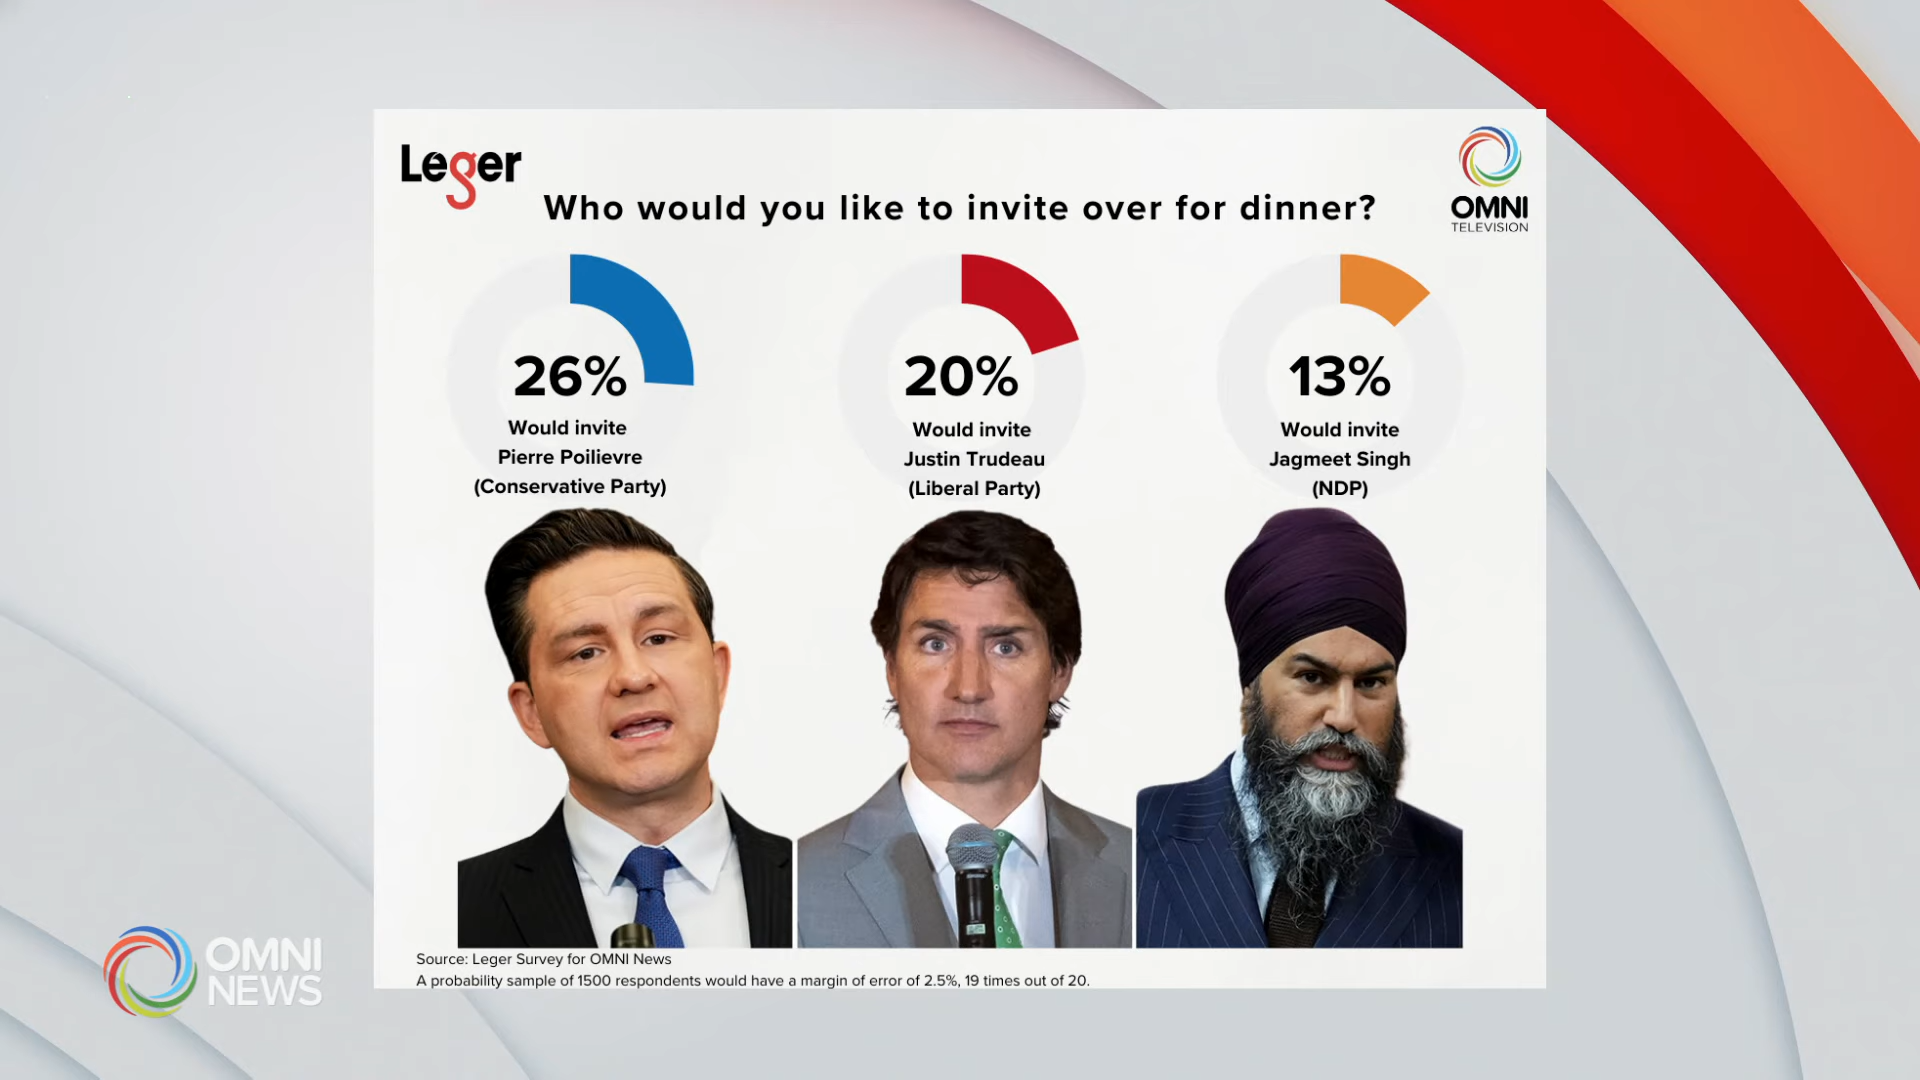 Leger
OMNI
TELEVISION
Who would you like to invite over for dinner?
26%
Would invite
Pierre Poilievre
(Conservative Party)
20%
Would invite
Justin Trudeau
(Liberal Party)
13%
Would invite
Jagmeet Singh
(NDP)
Source: Leger Survey for OMNI News
A probability sample of 1500 respondents would have a margin of error of 2.5%, 19 times out of 20.
OMNI
NEWS